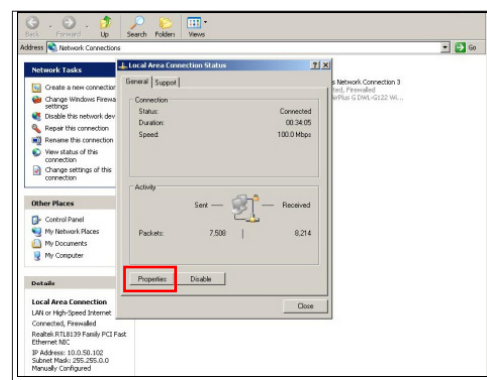 Back Forward Up Search Folders Views
Address Network Connections Go
Network Tasks
Create a new connection
Change Windows Firewa
settings
Disable this network dev
Repair this connection
Rename this connection
View status of this
connection
Change settings of this
connection
Other Places
Control Panel
My Network Places
My Documents
My Computer
Details
Local Area Connection
LAN or High-Speed Internet
Connected, Firewalled
Realtek RTL8139 Family PCI Fast
Ethernet NIC
IP Address: 10.0.50.102
Subnet Mask: 255.255.0.0
Manually Configured
Local Area Connection Status
General Support
Connection
Status: Connected
Duration: 00:34:05
Speed: 100.0 Mbps
Activity
Sent Received
Packets: 7,508 8,214
Properties Disable
Close
s Network Connection 3
ted, Firewalled
G DWL-G122 Wi...